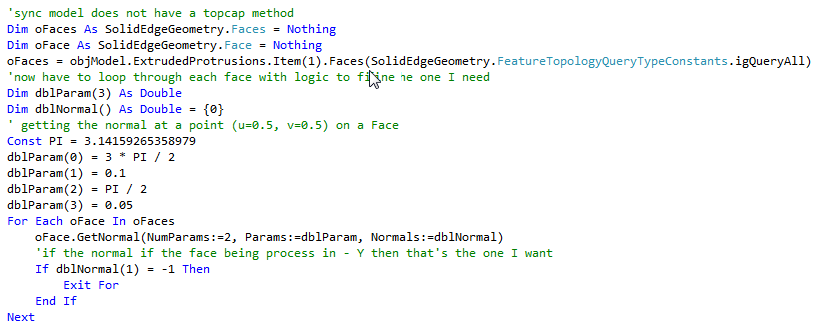 'sync model does not have a topcap method
Dim oFaces As SolidEdgeGeometry.Faces = Nothing
Dim oFace As SolidEdgeGeometry.Face = Nothing
oFaces = objModel.ExtrudedProtrusions.Item(1).Faces(SolidEdgeGeometry.FeatureTopologyQueryTypeConstants.igQueryAll)
'now have to loop through each face with logic to one I need
Dim dblParam(3) As Double
Dim dblNormal() As Double = {0}
' getting the normal at a point (u=0.5, v=0.5) on a Face
Const PI = 3.14159265358979
dblParam(0) = 3 * PI / 2
dblParam(1) = 0.1
dblParam(2) = PI / 2
dblParam(3) = 0.05
For Each oFace In oFaces
oFace.GetNormal(NumParams:=2, Params:=dblParam, Normals:=dblNormal)
'if the normal if the face being process in - Y then that's the one I want
If dblNormal(1) = -1 Then
Exit For
End If
Next